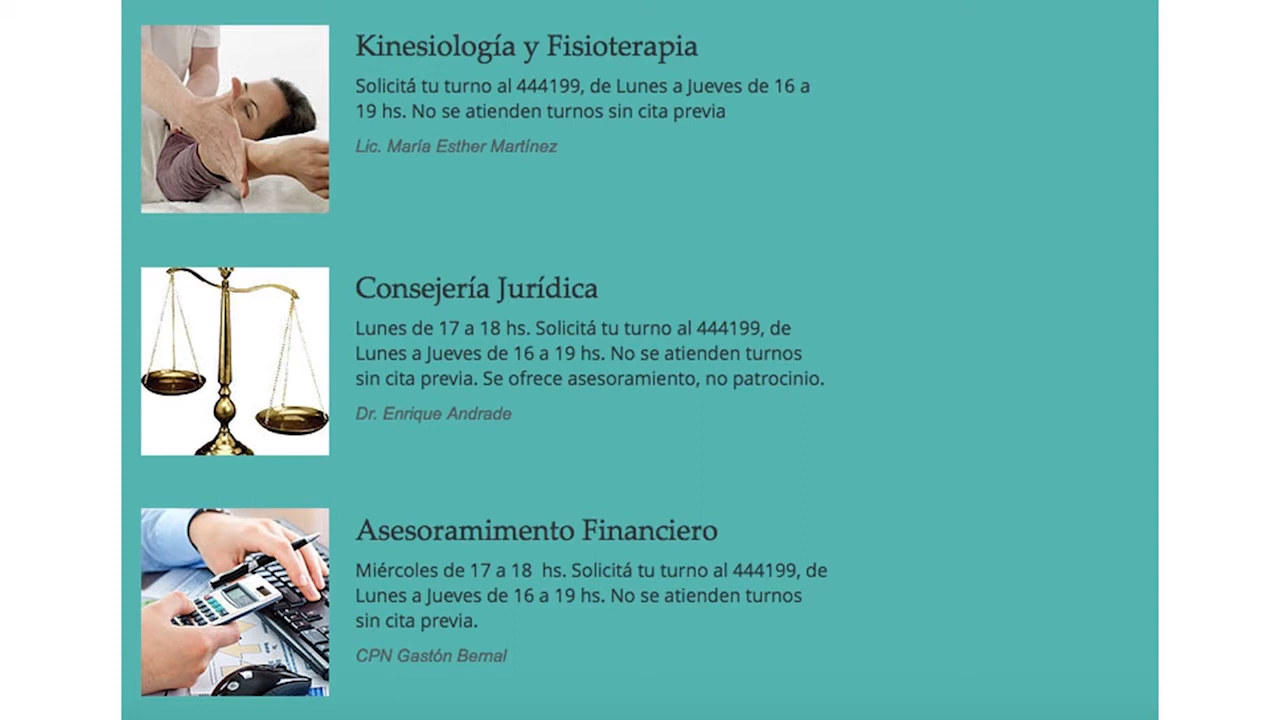 Kinesiología y Fisioterapia
Solicitá tu turno al 444199, de Lunes a Jueves de 16 a
19 hs. No se atienden turnos sin cita previa
Lic. María Esther Martínez
Consejería Jurídica
Lunes de 17 a 18 hs. Solicitá tu turno al 444199, de
Lunes a Jueves de 16 a 19 hs. No se atienden turnos
sin cita previa. Se ofrece asesoramiento, no patrocinio.
Dr. Enrique Andrade
Asesoramimento Financiero
Miércoles de 17 a 18 hs. Solicitá tu turno al 444199, de
Lunes a Jueves de 16 a 19 hs. No se atienden turnos
sin cita previa.
CPN Gastón Bernal